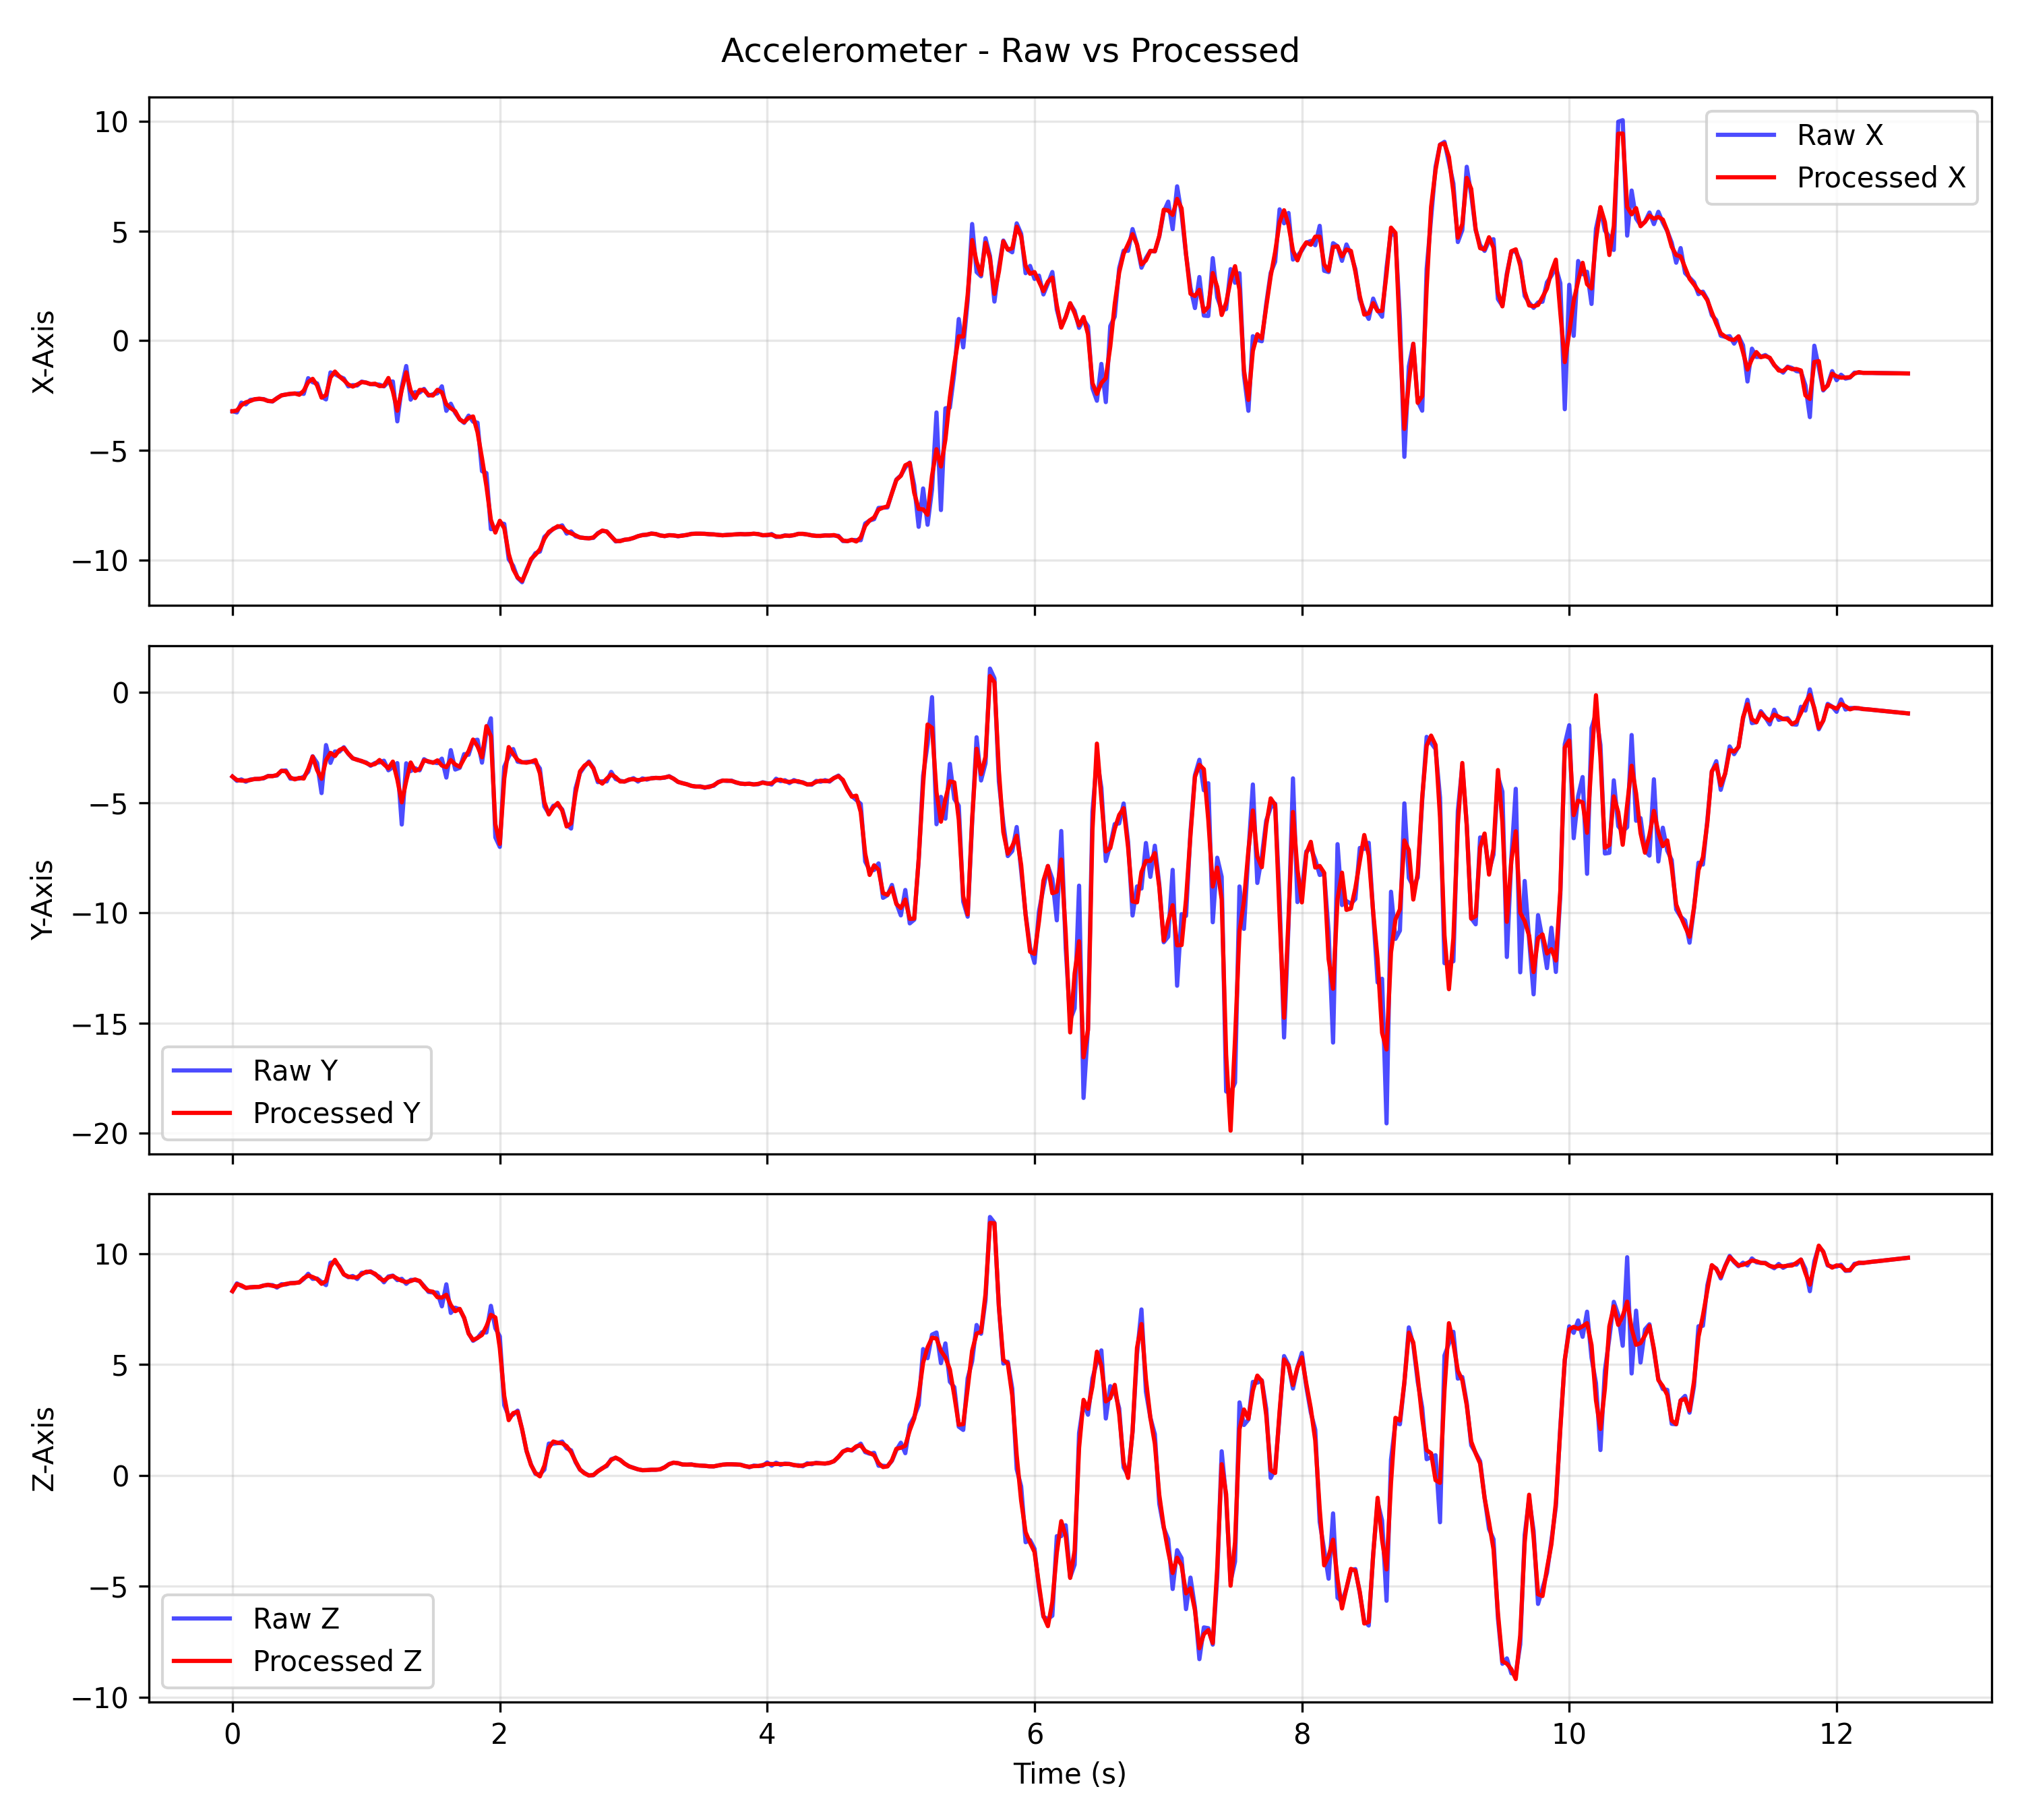 Accelerometer - Raw vs Processed
10
5
0
−5
−10
X-Axis
Raw X
Processed X
0
−5
−10
−15
−20
Y-Axis
Raw Y
Processed Y
10
5
0
−5
−10
Z-Axis
Raw Z
Processed Z
0 2 4 6 8 10 12
Time (s)